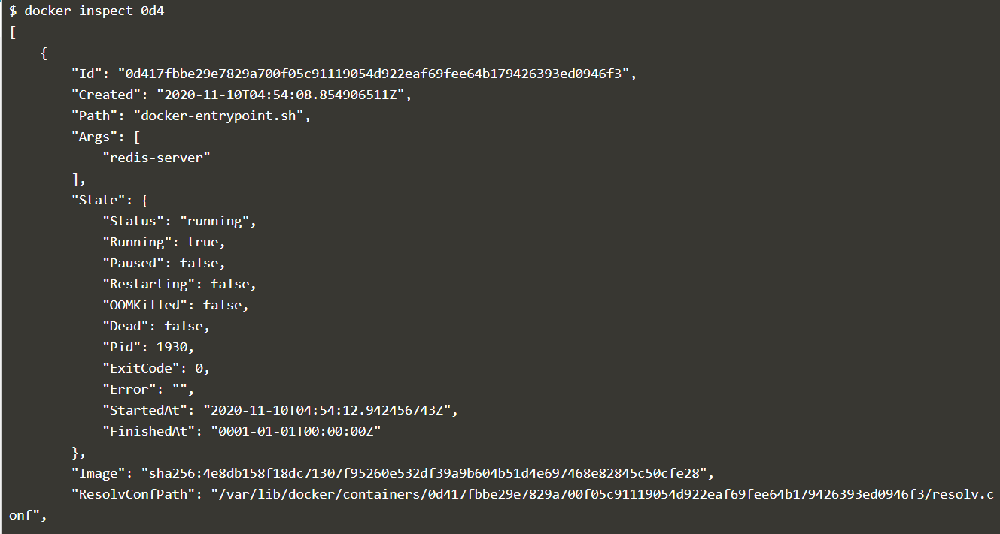 $ docker inspect 0d4
[
    {
        "Id": "0d417fbbe29e7829a700f05c91119054d922eaf69fee64b179426393ed0946f3",
        "Created": "2020-11-10T04:54:08.854906511Z",
        "Path": "docker-entrypoint.sh",
        "Args": [
            "redis-server"
        ],
        "State": {
            "Status": "running",
            "Running": true,
            "Paused": false,
            "Restarting": false,
            "OOMKilled": false,
            "Dead": false,
            "Pid": 1930,
            "ExitCode": 0,
            "Error": "",
            "StartedAt": "2020-11-10T04:54:12.942456743Z",
            "FinishedAt": "0001-01-01T00:00:00Z"
        },
        "Image": "sha256:4e8db158f18dc71307f95260e532df39a9b604b51d4e697468e82845c50cfe28",
        "ResolvConfPath": "/var/lib/docker/containers/0d417fbbe29e7829a700f05c91119054d922eaf69fee64b179426393ed0946f3/resolv.c
onf",